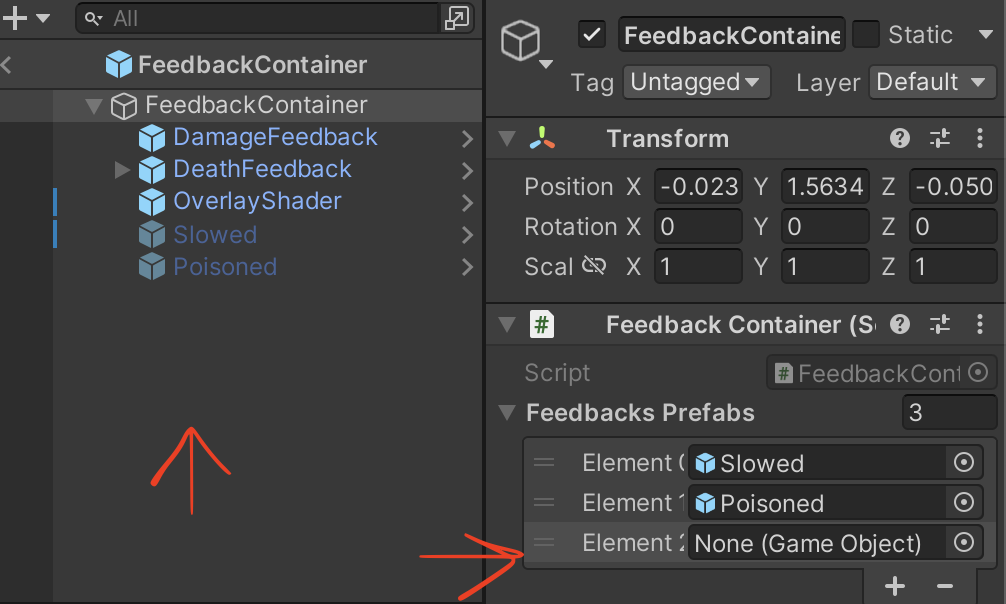 All
FeedbackContainer
FeedbackContainer
DamageFeedback
DeathFeedback
OverlayShader
Slowed
Poisoned
FeedbackContaine
Static
Tag Untagged Layer Default
Transform
Position X -0.023 Y 1.5634 Z -0.050
Rotation X 0 Y 0 Z 0
Scal X 1 Y 1 Z 1
# Feedback Container (S
Script # FeedbackCont
Feedbacks Prefabs 3
Element 0 Slowed
Element 1 Poisoned
Element 2 None (Game Object)